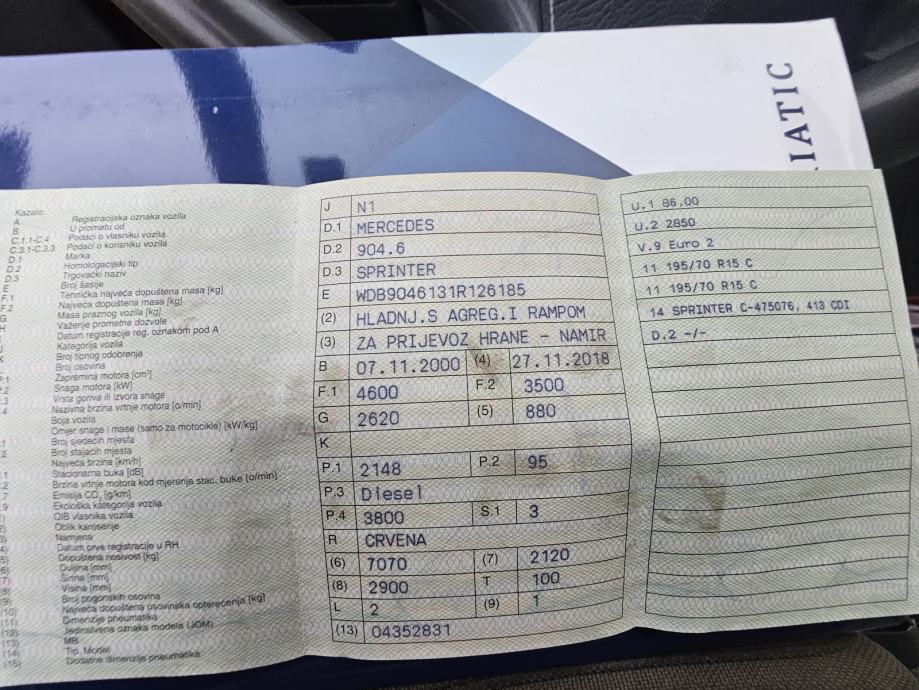 IATIC
Kazalo:
A Registracijska oznaka vozila
B U prometu od
C.1.1-C.4 Podaci o vlasniku vozila
C.3.1-C.3.3 Podaci o korisniku vozila
D.1 Marka
D.2 Homologacijski tip
D.3 Trgovački naziv
E Broj šasije
F.1 Tehnička najveća dopuštena masa [kg]
F.2 Najveća dopuštena masa [kg]
G Masa praznog vozila [kg]
H Važenje prometne dozvole
Datum registracije reg. oznakom pod A
J Kategorija vozila
K Broj tipnog odobrenja
Broj osovina
P.1 Zapremina motora [cm³]
.2 Snaga motora [kW]
.3 Vrsta goriva ili izvora snage
.4 Nazivna brzina vrtnje motora [o/min]
Boja vozila
Omjer snage i mase (samo za motocikle) [kW/kg]
.1 Broj sjedećih mjesta
.2 Broj stajaćih mjesta
Najveća brzina [km/h]
.1 Stacionarna buka [dB]
.2 Brzina vrtnje motora kod mjerenja stac. buke [o/min]
.7 Emisija CO₂ [g/km]
.9 Ekološka kategorija vozila
OIB vlasnika vozila
Oblik karoserije
Namjena
Datum prve registracije u RH
Dopuštena nosivost [kg]
Duljina [mm]
(7) Širina [mm]
(8) Visina [mm]
(9) Broj pogonskih osovina
(10) Najveća dopuštena osovinska opterećenja [kg]
(11) Dimenzije pneumatika
(12) Jedinstvena oznaka modela (JOM)
(13) MB
(14) Tip, Model
(15) Dodatne dimenzije pneumatika
J N1
D.1 MERCEDES
D.2 904.6
D.3 SPRINTER
E WDB9046131R126185
(2) HLADNJ.S AGREG.I RAMPOM
(3) ZA PRIJEVOZ HRANE - NAMIR
B 07.11.2000 (4) 27.11.2018
F.1 4600 F.2 3500
G 2620 (5) 880
K
P.1 2148 P.2 95
P.3 Diesel
P.4 3800 S.1 3
R CRVENA
(6) 7070 (7) 2120
(8) 2900 T 100
L 2 (9) 1
(13) 04352831
U.1 86,00
U.2 2850
V.9 Euro 2
11 195/70 R15 C
11 195/70 R15 C
14 SPRINTER C-475076, 413 CDI
D.2 -/-